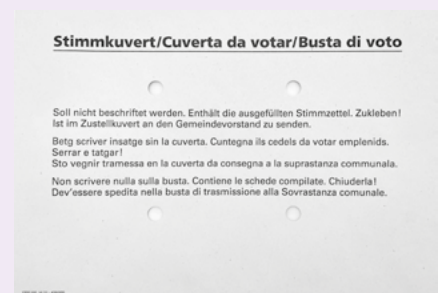 Stimmkuvert/Cuverta da votar/Busta di voto
Soll nicht beschriftet werden. Enthält die ausgefüllten Stimmzettel. Zukleben!
Ist im Zustellkuvert an den Gemeindevorstand zu senden.
Betg scriver insatge sin la cuverta. Cuntegna ils cedels da votar emplenids.
Serrar e tatgar!
Sto vegnir tramessa en la cuverta da consegna a la suprastanza communala.
Non scrivere nulla sulla busta. Contiene le schede compilate. Chiuderla!
Dev'essere spedita nella busta di trasmissione alla Sovrastanza comunale.